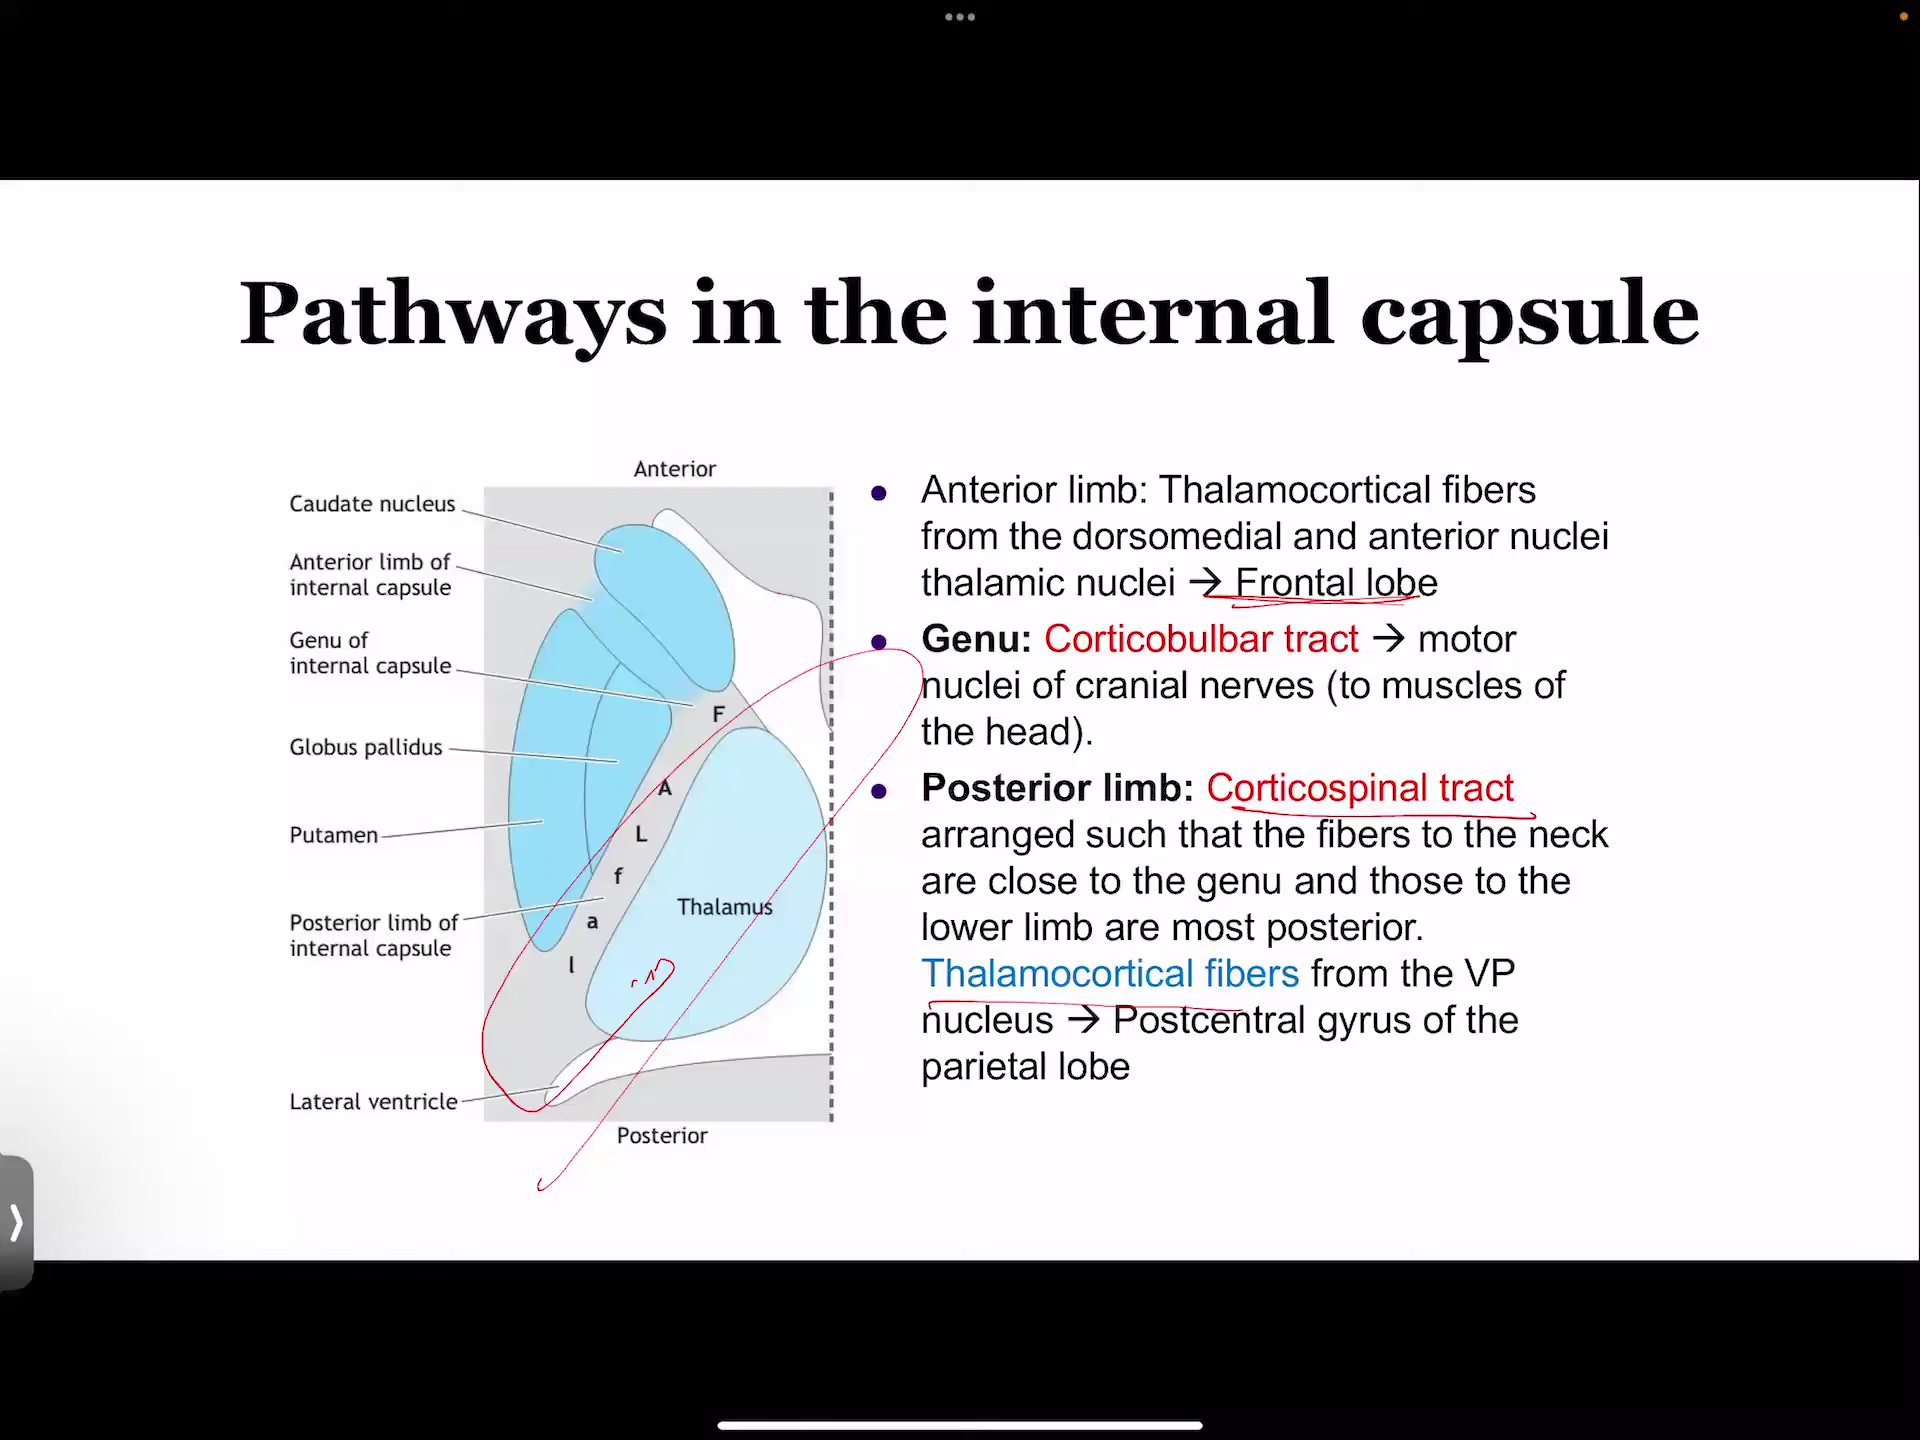 Pathways in the internal capsule
Anterior
Caudate nucleus
Anterior limb of
internal capsule
Genu of
internal capsule
Globus pallidus
Putamen
Posterior limb of
internal capsule
Lateral ventricle
F
A
L
f
a
l
Thalamus
Posterior
Anterior limb: Thalamocortical fibers
from the dorsomedial and anterior nuclei
thalamic nuclei → Frontal lobe
Genu: Corticobulbar tract → motor
nuclei of cranial nerves (to muscles of
the head).
Posterior limb: Corticospinal tract
arranged such that the fibers to the neck
are close to the genu and those to the
lower limb are most posterior.
Thalamocortical fibers from the VP
nucleus → Postcentral gyrus of the
parietal lobe